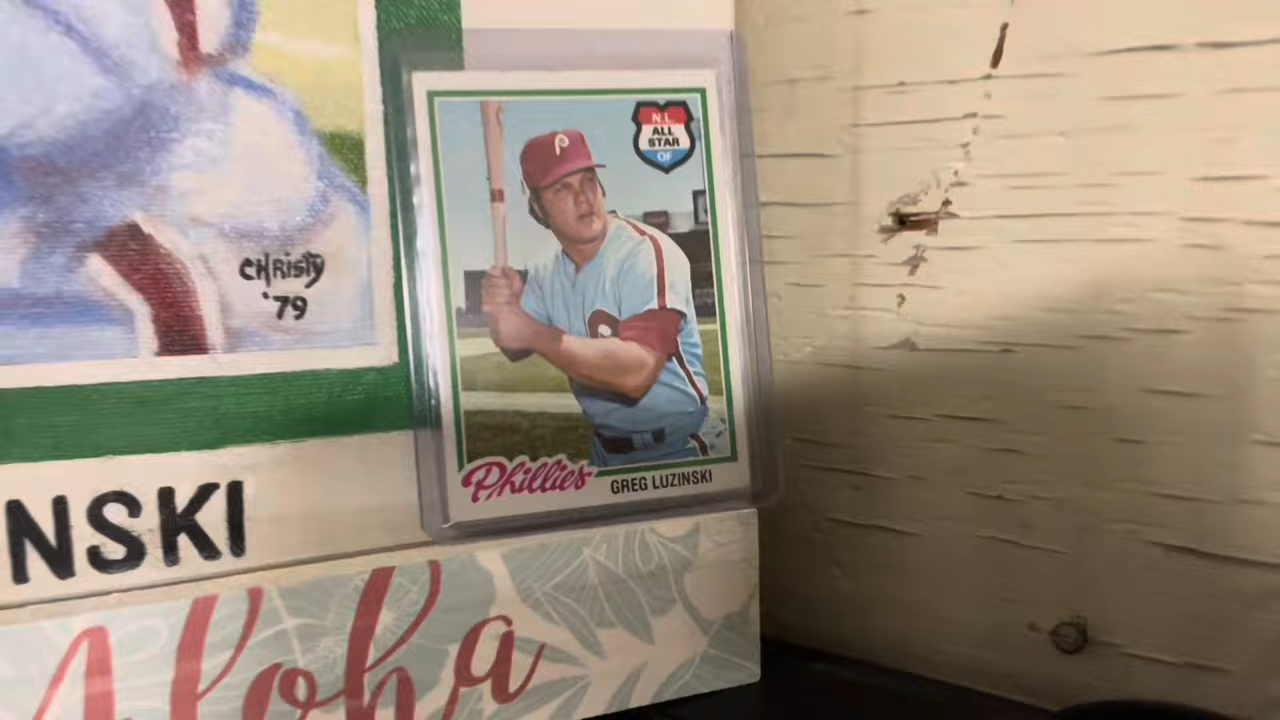 N.L.
ALL
STAR
OF
P
CHRISTY
'79
P
Phillies
GREG LUZINSKI
NSKI
Aloha